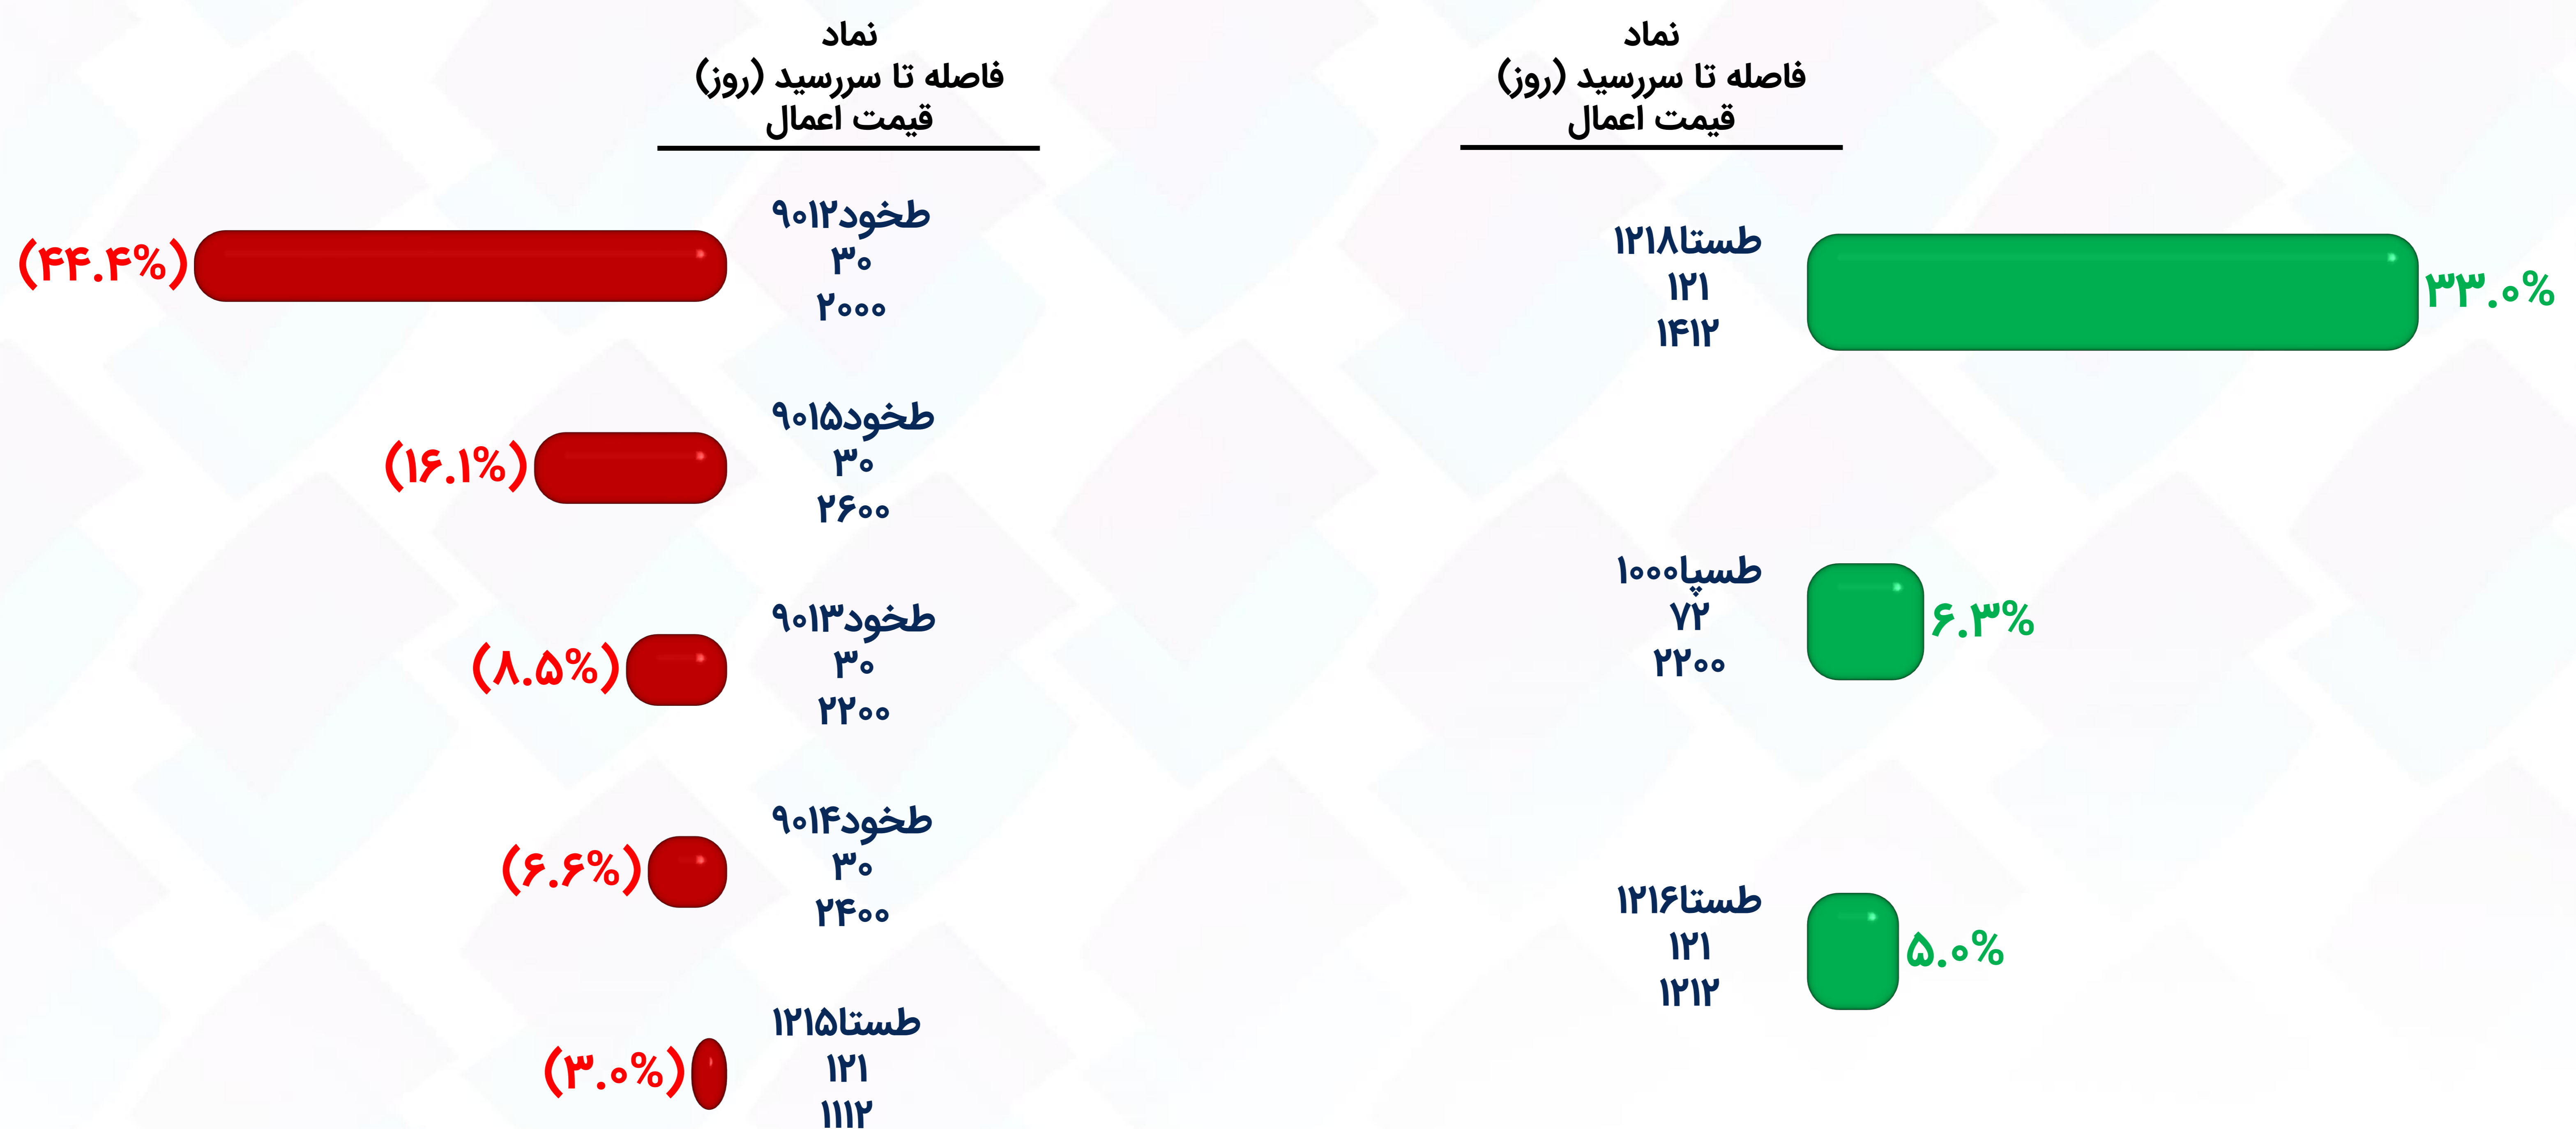 نماد
فاصله تا سررسید (روز)
قیمت اعمال
طستا۱۲۱۸
۱۲۱
۱۴۱۲
۳۳.۰%
طسپا۱۰۰۰
۷۲
۲۲۰۰
۶.۳%
طستا۱۲۱۶
۱۲۱
۱۲۱۲
۵.۰%
نماد
فاصله تا سررسید (روز)
قیمت اعمال
طخود۹۰۱۲
۳۰
۲۰۰۰
(۴۴.۴%)
طخود۹۰۱۵
۳۰
۲۶۰۰
(۱۶.۱%)
طخود۹۰۱۳
۳۰
۲۲۰۰
(۸.۵%)
طخود۹۰۱۴
۳۰
۲۴۰۰
(۶.۶%)
طستا۱۲۱۵
۱۲۱
۱۱۱۲
(۳.۰%)